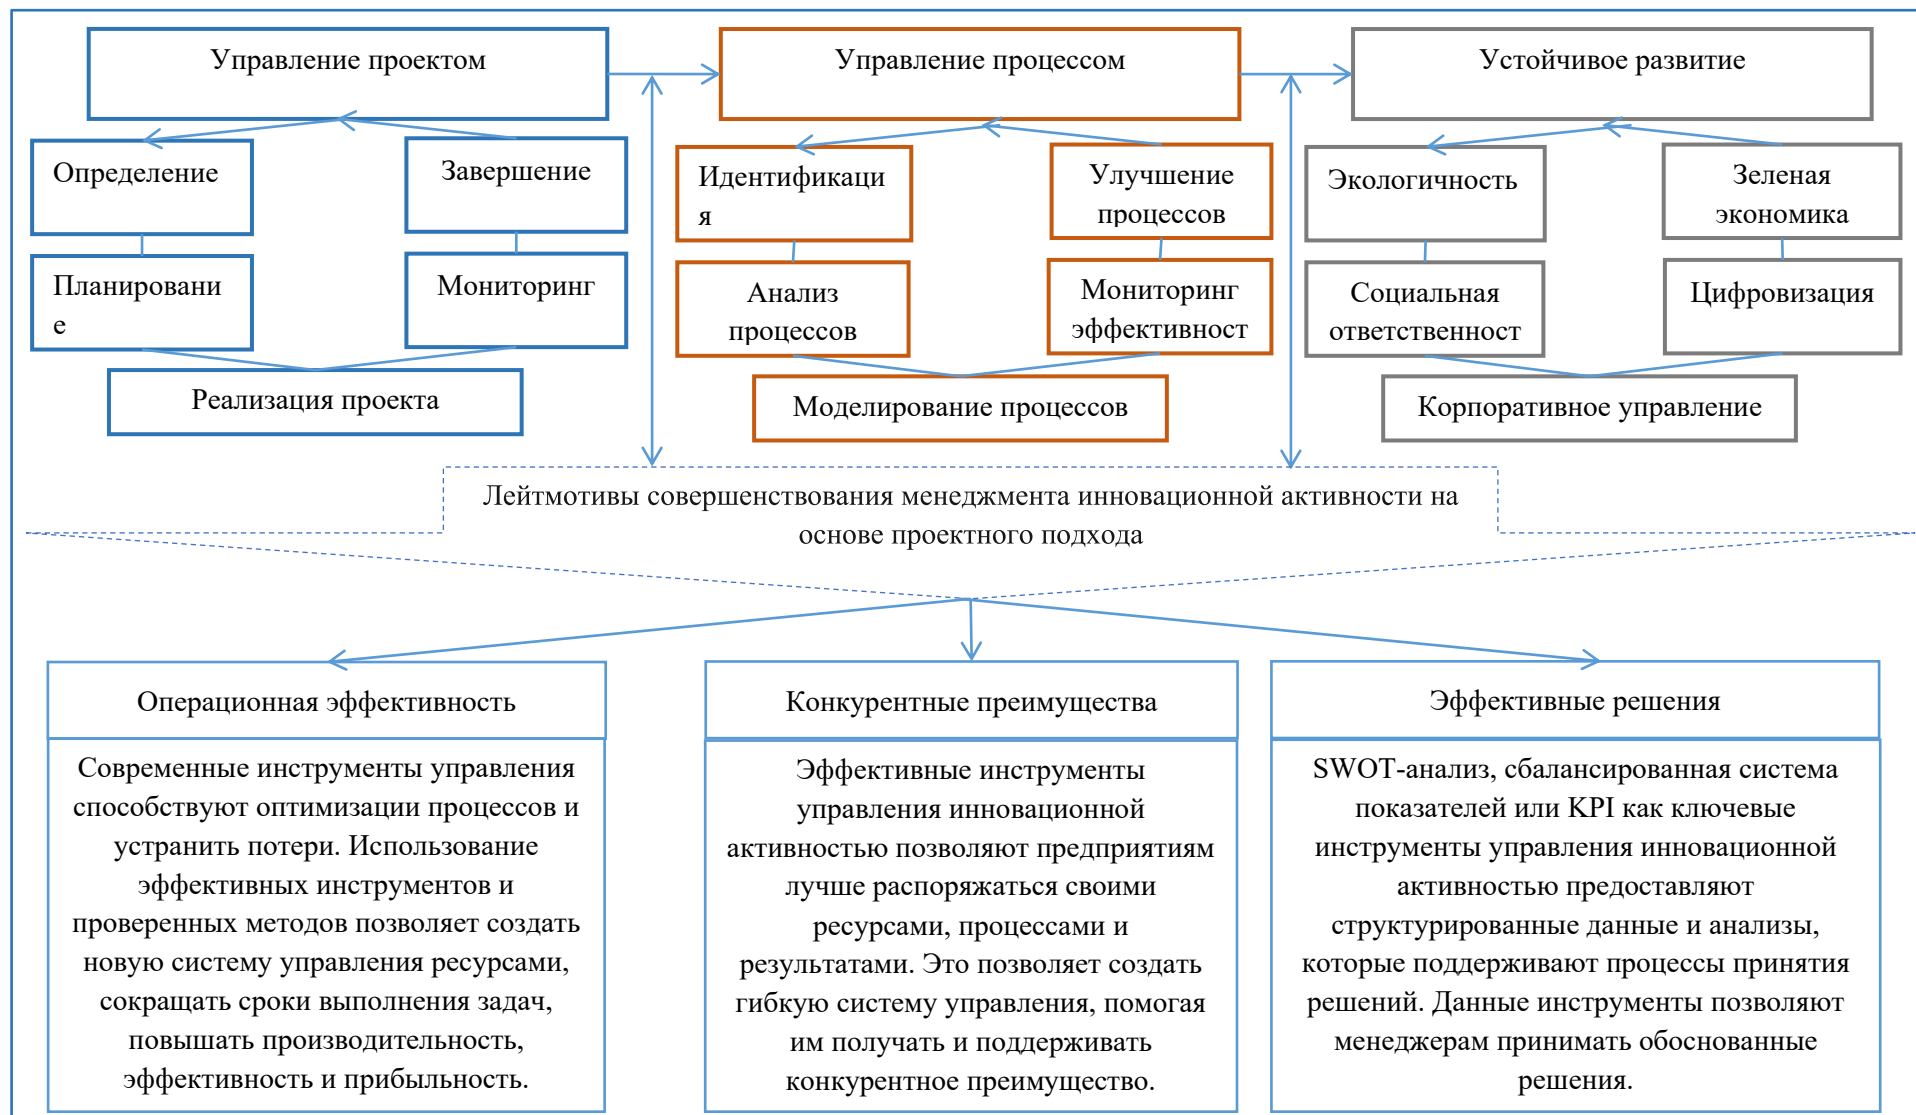 Управление проектом
Управление процессом
Устойчивое развитие
Определение
Завершение
Идентификаци
я
Улучшение
процессов
Экологичность
Зеленая
экономика
Планировани
е
Мониторинг
Анализ
процессов
Мониторинг
эффективност
Социальная
ответственност
Цифровизация
Реализация проекта
Моделирование процессов
Корпоративное управление
Лейтмотивы совершенствования менеджмента инновационной активности на
основе проектного подхода
Операционная эффективность
Современные инструменты управления
способствуют оптимизации процессов и
устранить потери. Использование
эффективных инструментов и
проверенных методов позволяет создать
новую систему управления ресурсами,
сокращать сроки выполнения задач,
повышать производительность,
эффективность и прибыльность.
Конкурентные преимущества
Эффективные инструменты
управления инновационной
активностью позволяют предприятиям
лучше распоряжаться своими
ресурсами, процессами и
результатами. Это позволяет создать
гибкую систему управления, помогая
им получать и поддерживать
конкурентное преимущество.
Эффективные решения
SWOT-анализ, сбалансированная система
показателей или KPI как ключевые
инструменты управления инновационной
активностью предоставляют
структурированные данные и анализы,
которые поддерживают процессы принятия
решений. Данные инструменты позволяют
менеджерам принимать обоснованные
решения.